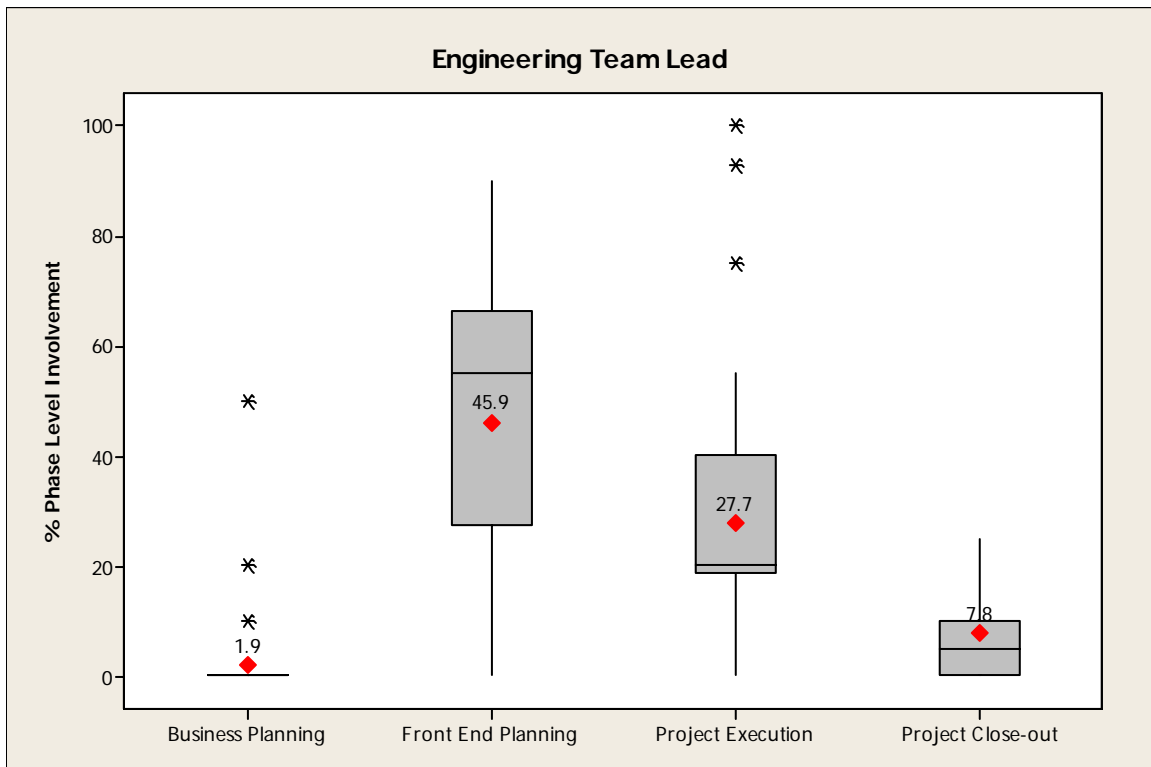 Engineering Team Lead
% Phase Level Involvement
100
80
60
40
20
0
1.9
45.9
27.7
7.8
Business Planning
Front End Planning
Project Execution
Project Close-out